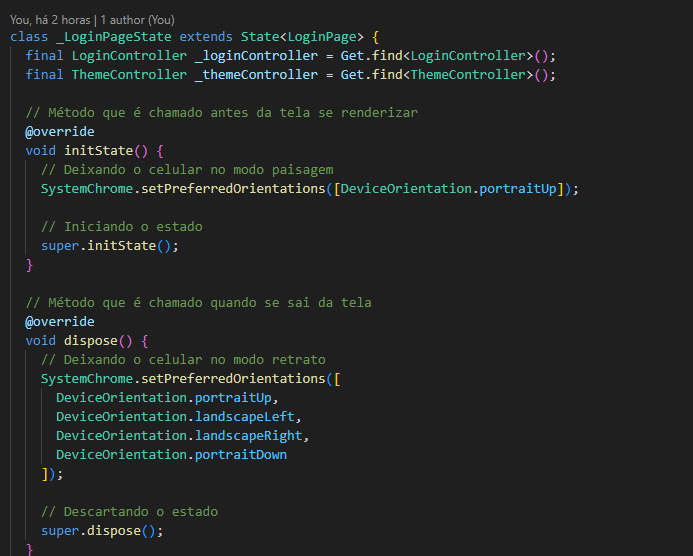 You, há 2 horas | 1 author (You)
class _LoginPageState extends State<LoginPage> {
  final LoginController _loginController = Get.find<LoginController>();
  final ThemeController _themeController = Get.find<ThemeController>();

  // Método que é chamado antes da tela se renderizar
  @override
  void initState() {
    // Deixando o celular no modo paisagem
    SystemChrome.setPreferredOrientations([DeviceOrientation.portraitUp]);

    // Iniciando o estado
    super.initState();
  }

  // Método que é chamado quando se sai da tela
  @override
  void dispose() {
    // Deixando o celular no modo retrato
    SystemChrome.setPreferredOrientations([
      DeviceOrientation.portraitUp,
      DeviceOrientation.landscapeLeft,
      DeviceOrientation.landscapeRight,
      DeviceOrientation.portraitDown
    ]);

    // Descartando o estado
    super.dispose();
  }